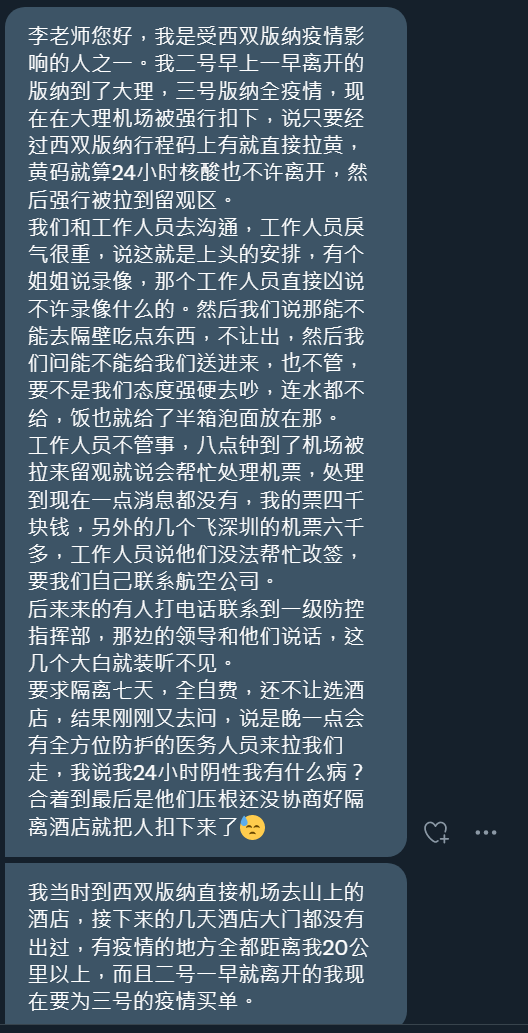 李老师您好，我是受西双版纳疫情影
响的人之一。我二号早上一早离开的
版纳到了大理，三号版纳全疫情，现
在在大理机场被强行扣下，说只要经
过西双版纳行程码上有就直接拉黄，
黄码就算24小时核酸也不许离开，然
后强行被拉到留观区。
我们和工作人员去沟通，工作人员戾
气很重，说这就是上头的安排，有个
姐姐说录像，那个工作人员直接凶说
不许录像什么的。然后我们说那能不
能去隔壁吃点东西，不让出，然后我
们问能不能给我们送进来，也不管，
要不是我们态度强硬去吵，连水都不
给，饭也就给了半箱泡面放在那。
工作人员不管事，八点钟到了机场被
拉来留观就说会帮忙处理机票，处理
到现在一点消息都没有，我的票四千
块钱，另外的几个飞深圳的机票六千
多，工作人员说他们没法帮忙改签，
要我们自己联系航空公司。
后来来的有人打电话联系到一级防控
指挥部，那边的领导和他们说话，这
几个大白就装听不见。
要求隔离七天，全自费，还不让选酒
店，结果刚刚又去问，说是晚一点会
有全方位防护的医务人员来拉我们
走，我说我24小时阴性我有什么病？
合着到最后是他们压根还没协商好隔
离酒店就把人扣下来了😓
我当时到西双版纳直接机场去山上的
酒店，接下来的几天酒店大门都没有
出过，有疫情的地方全都距离我20公
里以上，而且二号一早就离开的我现
在要为三号的疫情买单。